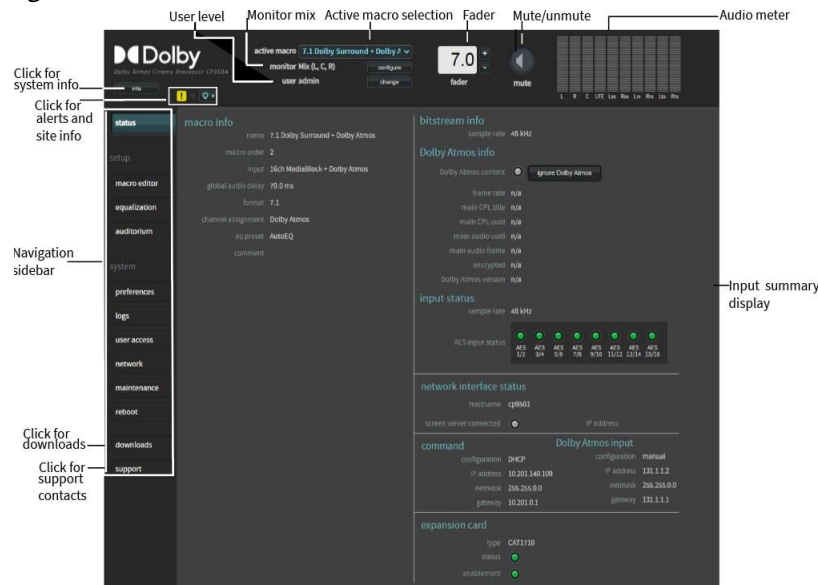 User level Monitor mix Active macro selection Fader Mute/unmute Audio meter
Dolby
Dolby Atmos Cinema Processor CP950A
active macro 7.1 Dolby Surround + Dolby A
monitor Mix (L, C, R) configure
user admin change
7.0
fader
mute
L R C LFE Lss Rss Lrs Rrs Lts Rts
Click for
system info
info
Click for
alerts and
site info
status
setup
macro editor
equalization
auditorium
Navigation
sidebar
system
preferences
logs
user access
network
maintenance
reboot
Click for
downloads
downloads
Click for
support
contacts
support
macro info
name 7.1 Dolby Surround + Dolby Atmos
macro order 2
input 16ch MediaBlock + Dolby Atmos
global audio delay 70.0 ms
format 7.1
channel assignment Dolby Atmos
eq preset AutoEQ
comment
bitstream info
sample rate 48 kHz
Dolby Atmos info
Dolby Atmos content ignore Dolby Atmos
frame rate n/a
main CPL title n/a
main CPL uuid n/a
main audio uuid n/a
main audio frame n/a
encrypted n/a
Dolby Atmos version n/a
Input summary
display
input status
sample rate 48 kHz
AES input status
AES 1/2 AES 3/4 AES 5/6 AES 7/8 AES 9/10 AES 11/12 AES 13/14 AES 15/16
network interface status
hostname cp9501
screen server connected IP address
command
configuration DHCP
IP address 10.201.140.109
netmask 255.255.0.0
gateway 10.201.0.1
Dolby Atmos input
configuration manual
IP address 131.1.1.2
netmask 255.255.0.0
gateway 131.1.1.1
expansion card
type CAT1710
status
enablement